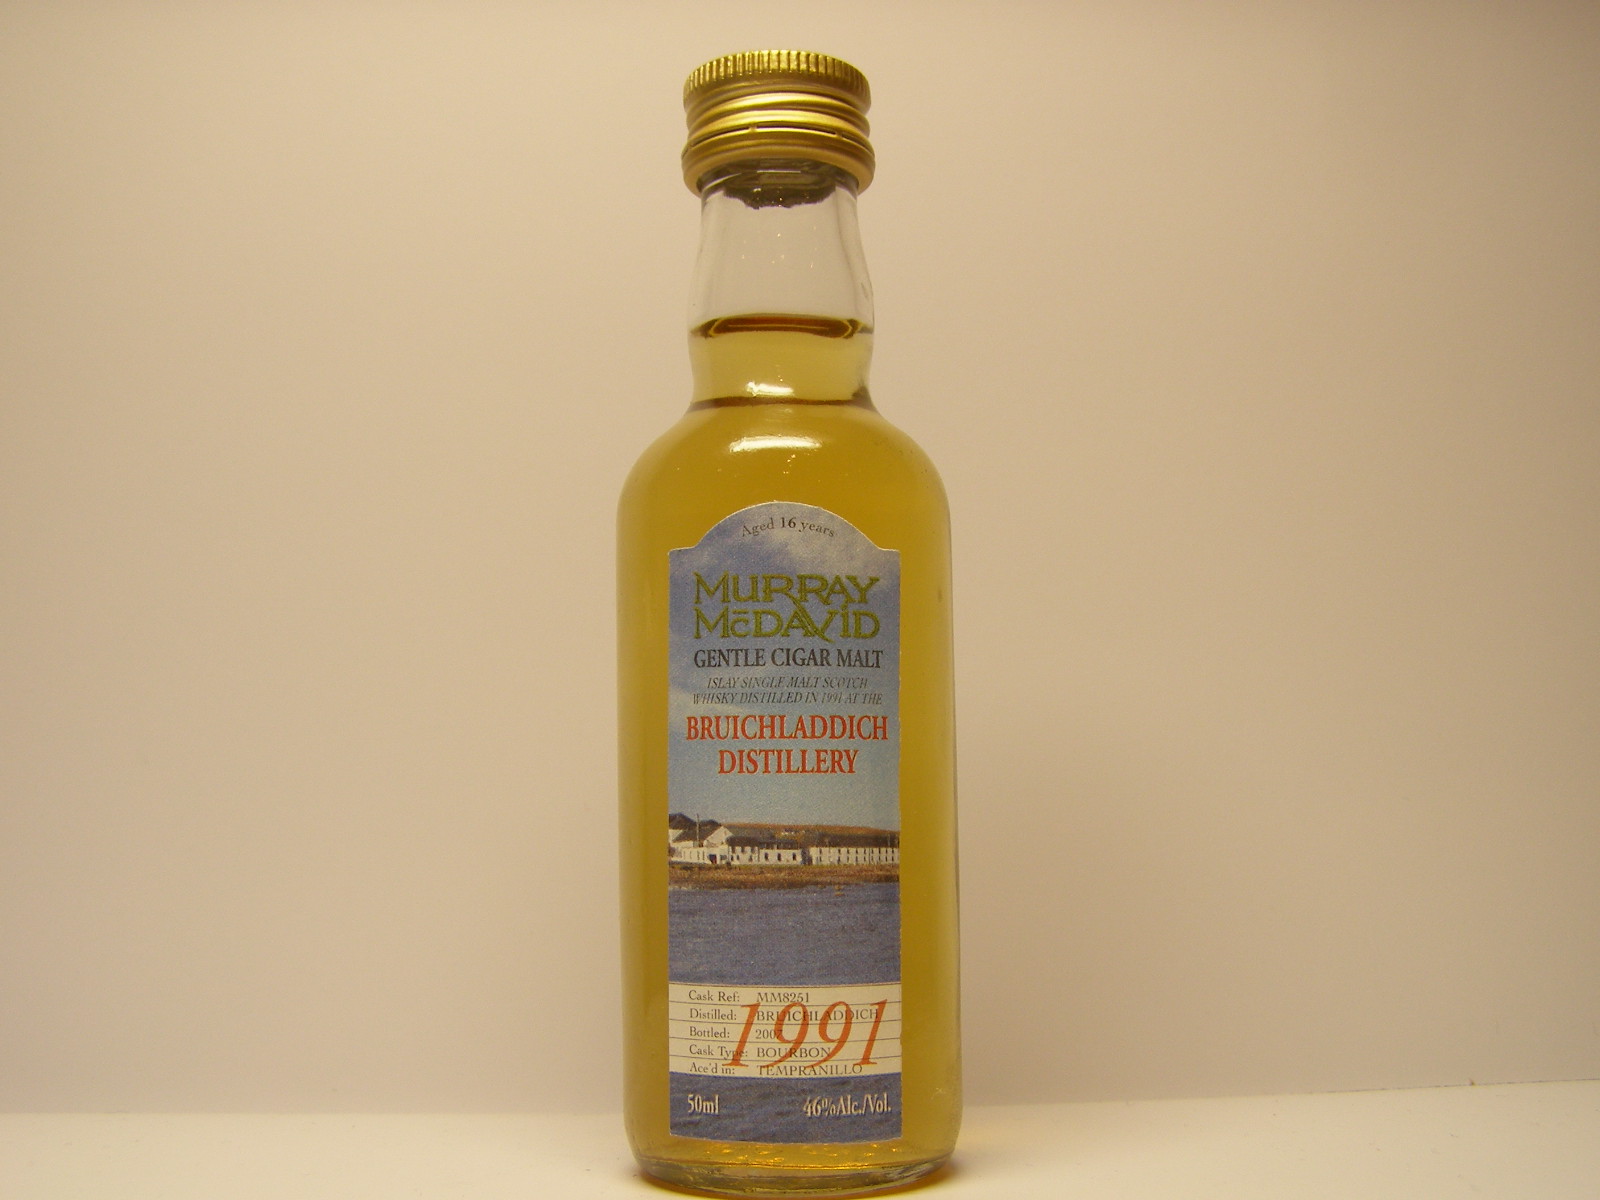 Aged 16 years
MURRAY
McDAVID
GENTLE CIGAR MALT
ISLAY SINGLE MALT SCOTCH
WHISKY DISTILLED IN 1991 AT THE
BRUICHLADDICH
DISTILLERY
Cask Ref: MM8251
Distilled: BRUICHLADDICH
Bottled: 2007
Cask Type: BOURBON
Ace'd in: TEMPRANILLO
1991
50ml 46%Alc./Vol.